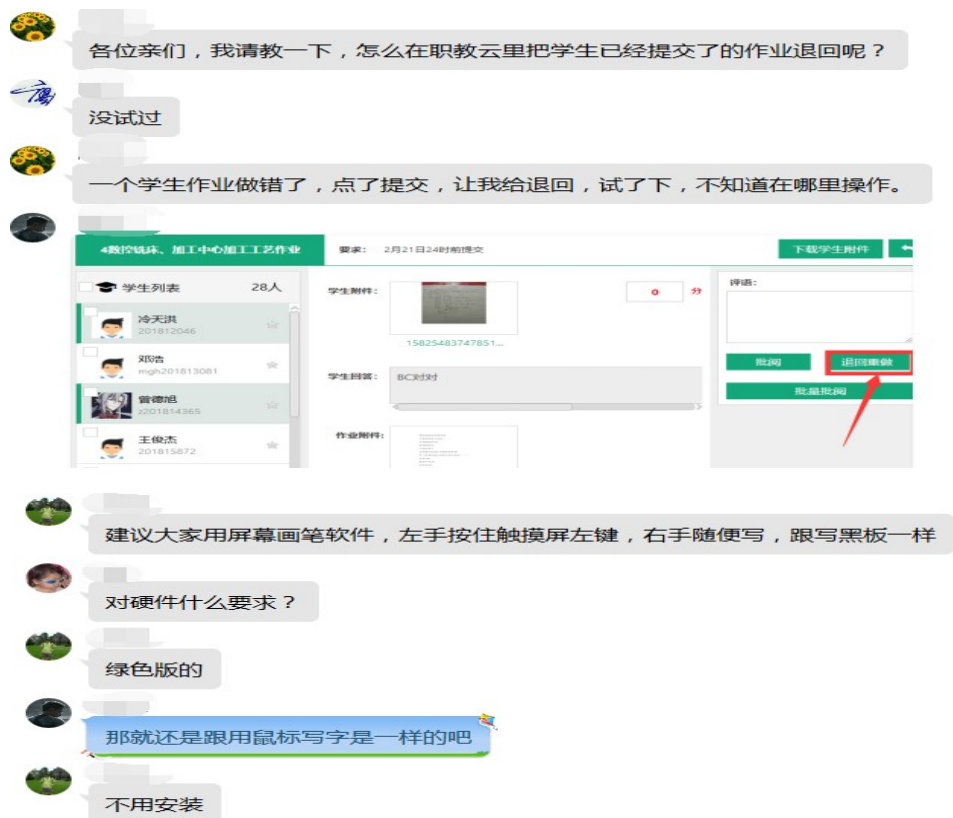 各位亲们，我请教一下，怎么在职教云里把学生已经提交了的作业退回呢？
没试过
一个学生作业做错了，点了提交，让我给退回，试了下，不知道在哪里操作。
4数控铣床、加工中心加工工艺作业
要求： 2月21日24时前提交
下载学生附件
学生列表 28人
学生附件：
0 分
评语：
冷天淇
201812046
15825483747851...
邓浩
mgh201813081
批阅
退回重做
学生回答： BC对对
曾德旭
z201814365
批量批阅
作业附件：
王俊杰
201815872
建议大家用屏幕画笔软件，左手按住触摸屏左键，右手随便写，跟写黑板一样
对硬件什么要求？
绿色版的
那就还是跟用鼠标写字是一样的吧
不用安装